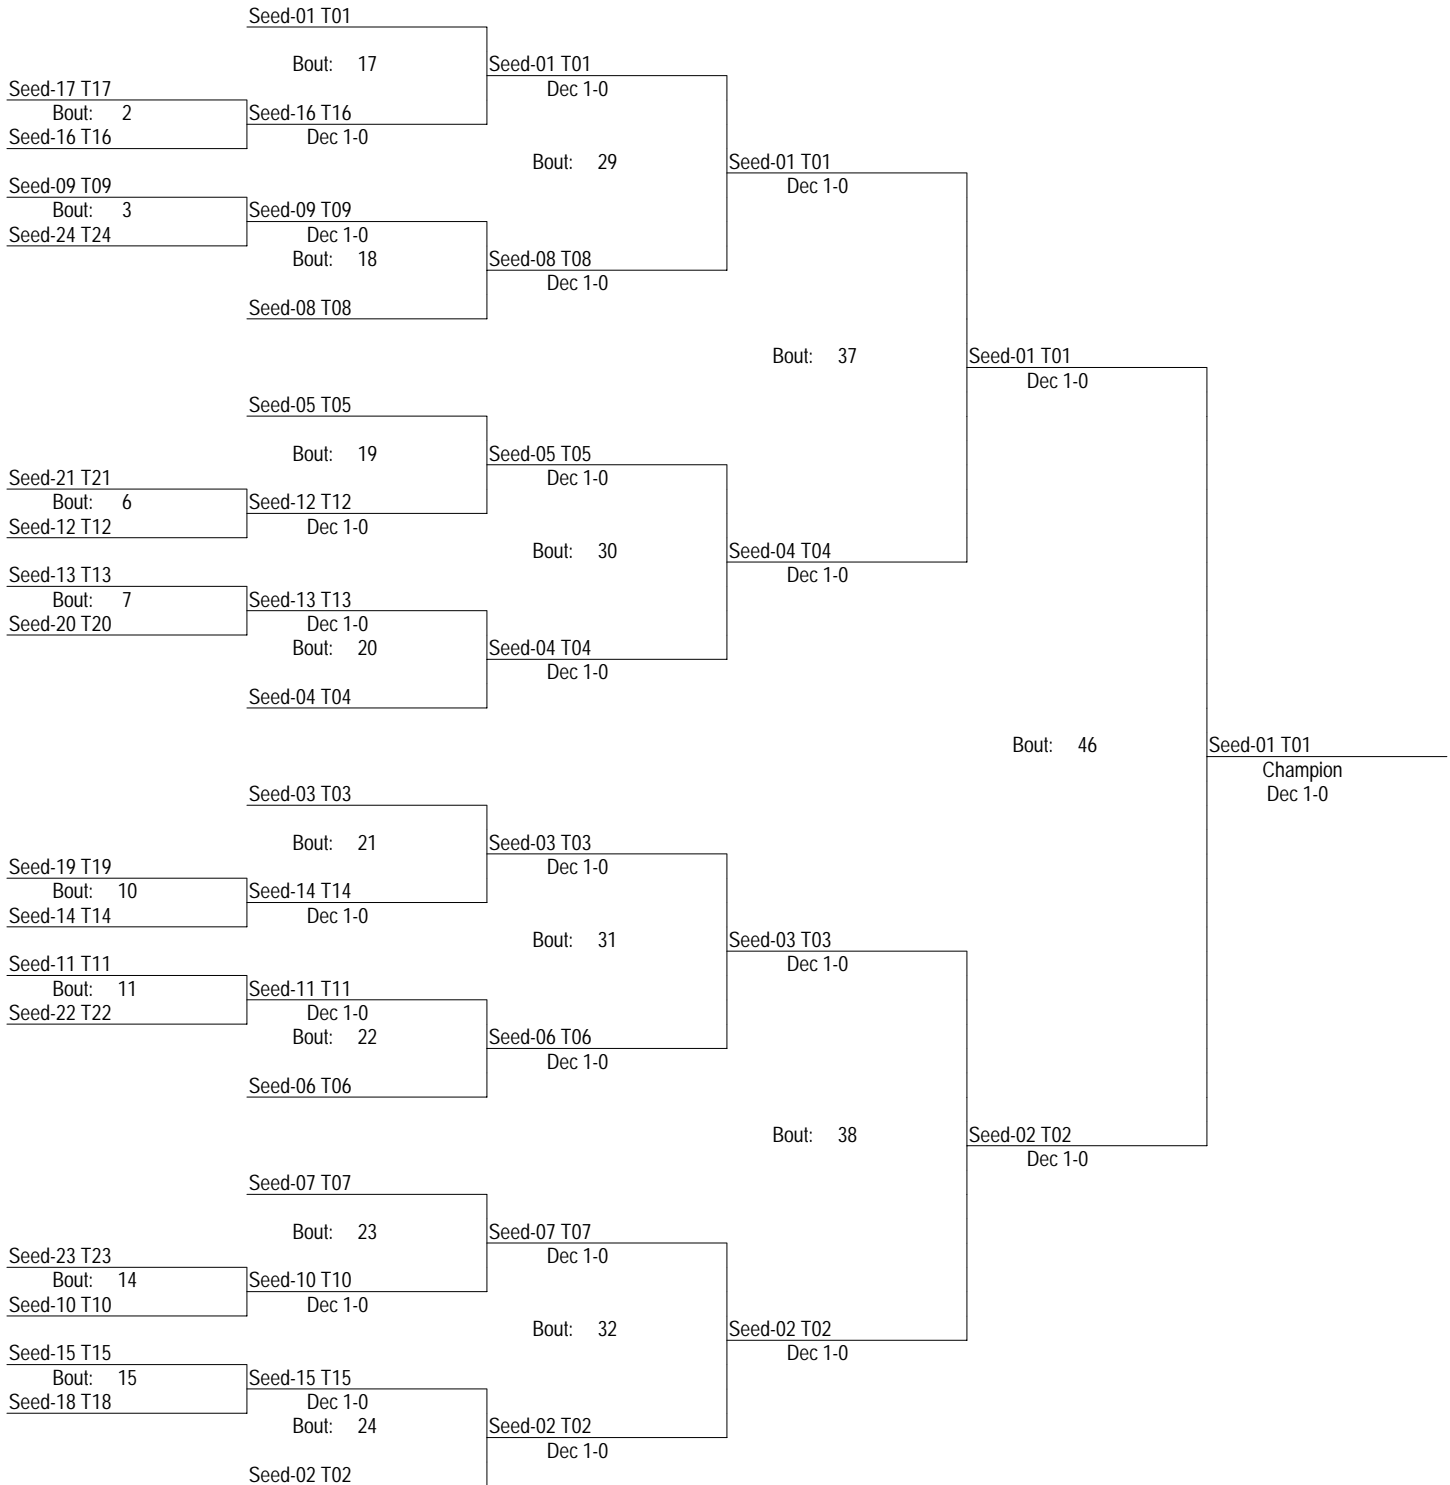 Seed-01 T01
Bout: 17
Seed-01 T01
Dec 1-0
Seed-17 T17
Bout: 2
Seed-16 T16
Seed-16 T16
Dec 1-0
Bout: 29
Seed-01 T01
Dec 1-0
Seed-09 T09
Bout: 3
Seed-24 T24
Seed-09 T09
Dec 1-0
Bout: 18
Seed-08 T08
Dec 1-0
Seed-08 T08
Bout: 37
Seed-01 T01
Dec 1-0
Seed-05 T05
Bout: 19
Seed-05 T05
Dec 1-0
Seed-21 T21
Bout: 6
Seed-12 T12
Seed-12 T12
Dec 1-0
Bout: 30
Seed-04 T04
Dec 1-0
Seed-13 T13
Bout: 7
Seed-20 T20
Seed-13 T13
Dec 1-0
Bout: 20
Seed-04 T04
Dec 1-0
Seed-04 T04
Bout: 46
Seed-01 T01
Champion
Dec 1-0
Seed-03 T03
Bout: 21
Seed-03 T03
Dec 1-0
Seed-19 T19
Bout: 10
Seed-14 T14
Seed-14 T14
Dec 1-0
Bout: 31
Seed-03 T03
Dec 1-0
Seed-11 T11
Bout: 11
Seed-22 T22
Seed-11 T11
Dec 1-0
Bout: 22
Seed-06 T06
Dec 1-0
Seed-06 T06
Bout: 38
Seed-02 T02
Dec 1-0
Seed-07 T07
Bout: 23
Seed-07 T07
Dec 1-0
Seed-23 T23
Bout: 14
Seed-10 T10
Seed-10 T10
Dec 1-0
Bout: 32
Seed-02 T02
Dec 1-0
Seed-15 T15
Bout: 15
Seed-18 T18
Seed-15 T15
Dec 1-0
Bout: 24
Seed-02 T02
Dec 1-0
Seed-02 T02